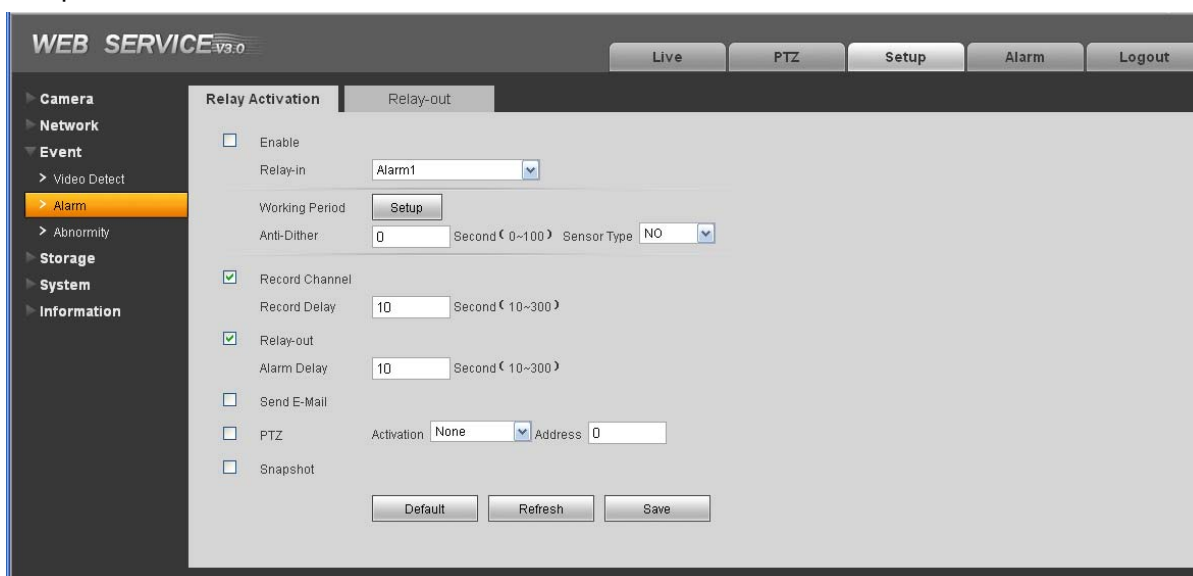 WEB SERVICE V3.0
Live PTZ Setup Alarm Logout
Camera
Network
Event
> Video Detect
> Alarm
> Abnormity
Storage
System
Information
Relay Activation Relay-out
Enable
Relay-in Alarm1
Working Period Setup
Anti-Dither 0 Second ( 0~100 ) Sensor Type NO
Record Channel
Record Delay 10 Second ( 10~300 )
Relay-out
Alarm Delay 10 Second ( 10~300 )
Send E-Mail
PTZ Activation None Address 0
Snapshot
Default Refresh Save